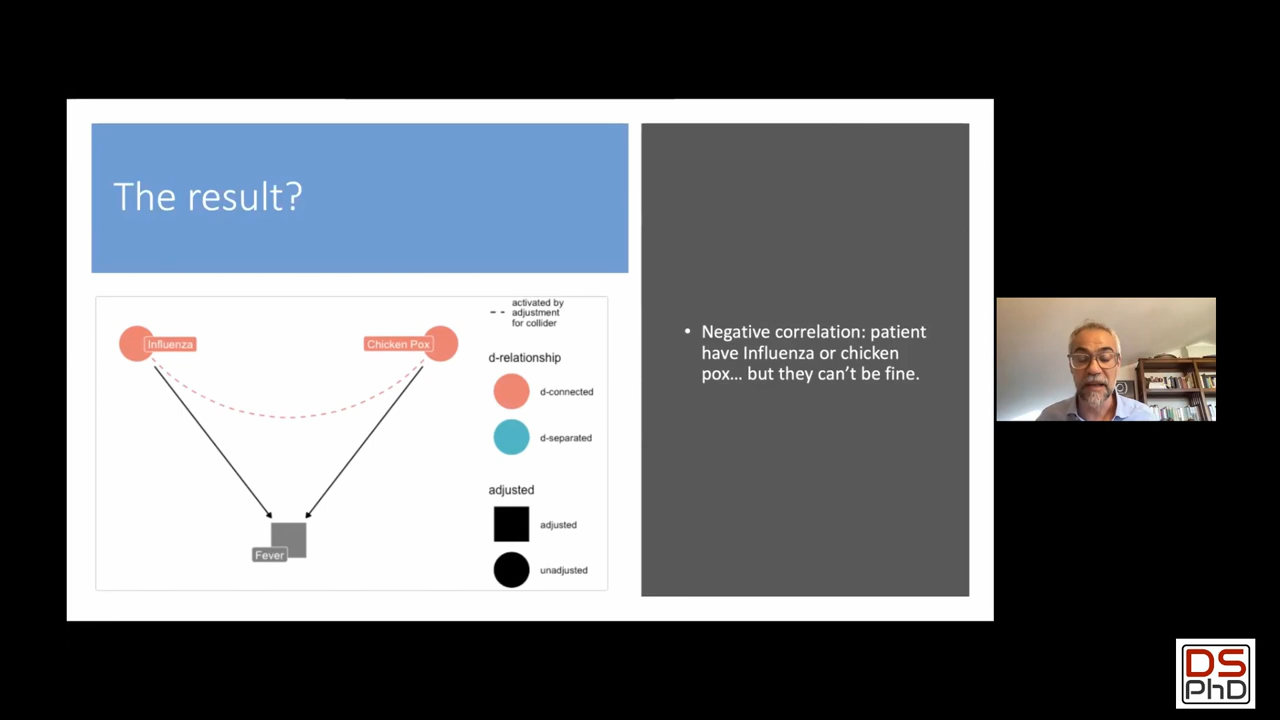 The result?
activated by
adjustment
for collider
Influenza
Chicken Pox
d-relationship
d-connected
d-separated
adjusted
adjusted
unadjusted
Fever
• Negative correlation: patient
have Influenza or chicken
pox... but they can't be fine.
DS
PhD